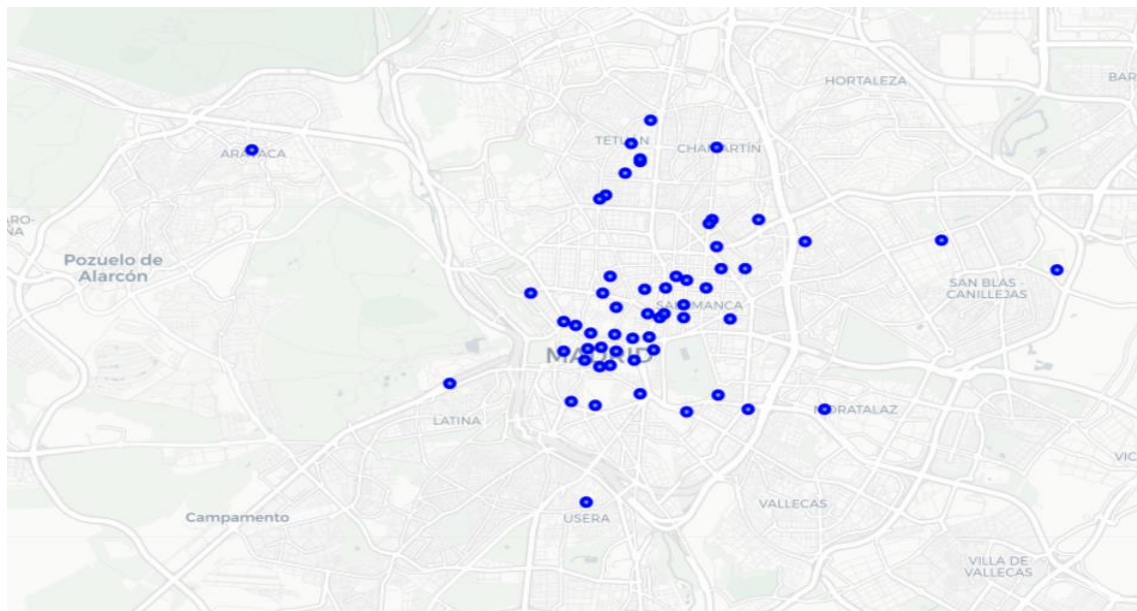 HORTALEZA
BAR
TETUÁN
CHAMARTÍN
ARAVACA
ARO-
NA
Pozuelo de
Alarcón
SAN BLAS -
CANILLEJAS
SALAMANCA
MADRID
MORATALAZ
LATINA
VIC
VALLECAS
Campamento
USERA
VILLA DE
VALLECAS